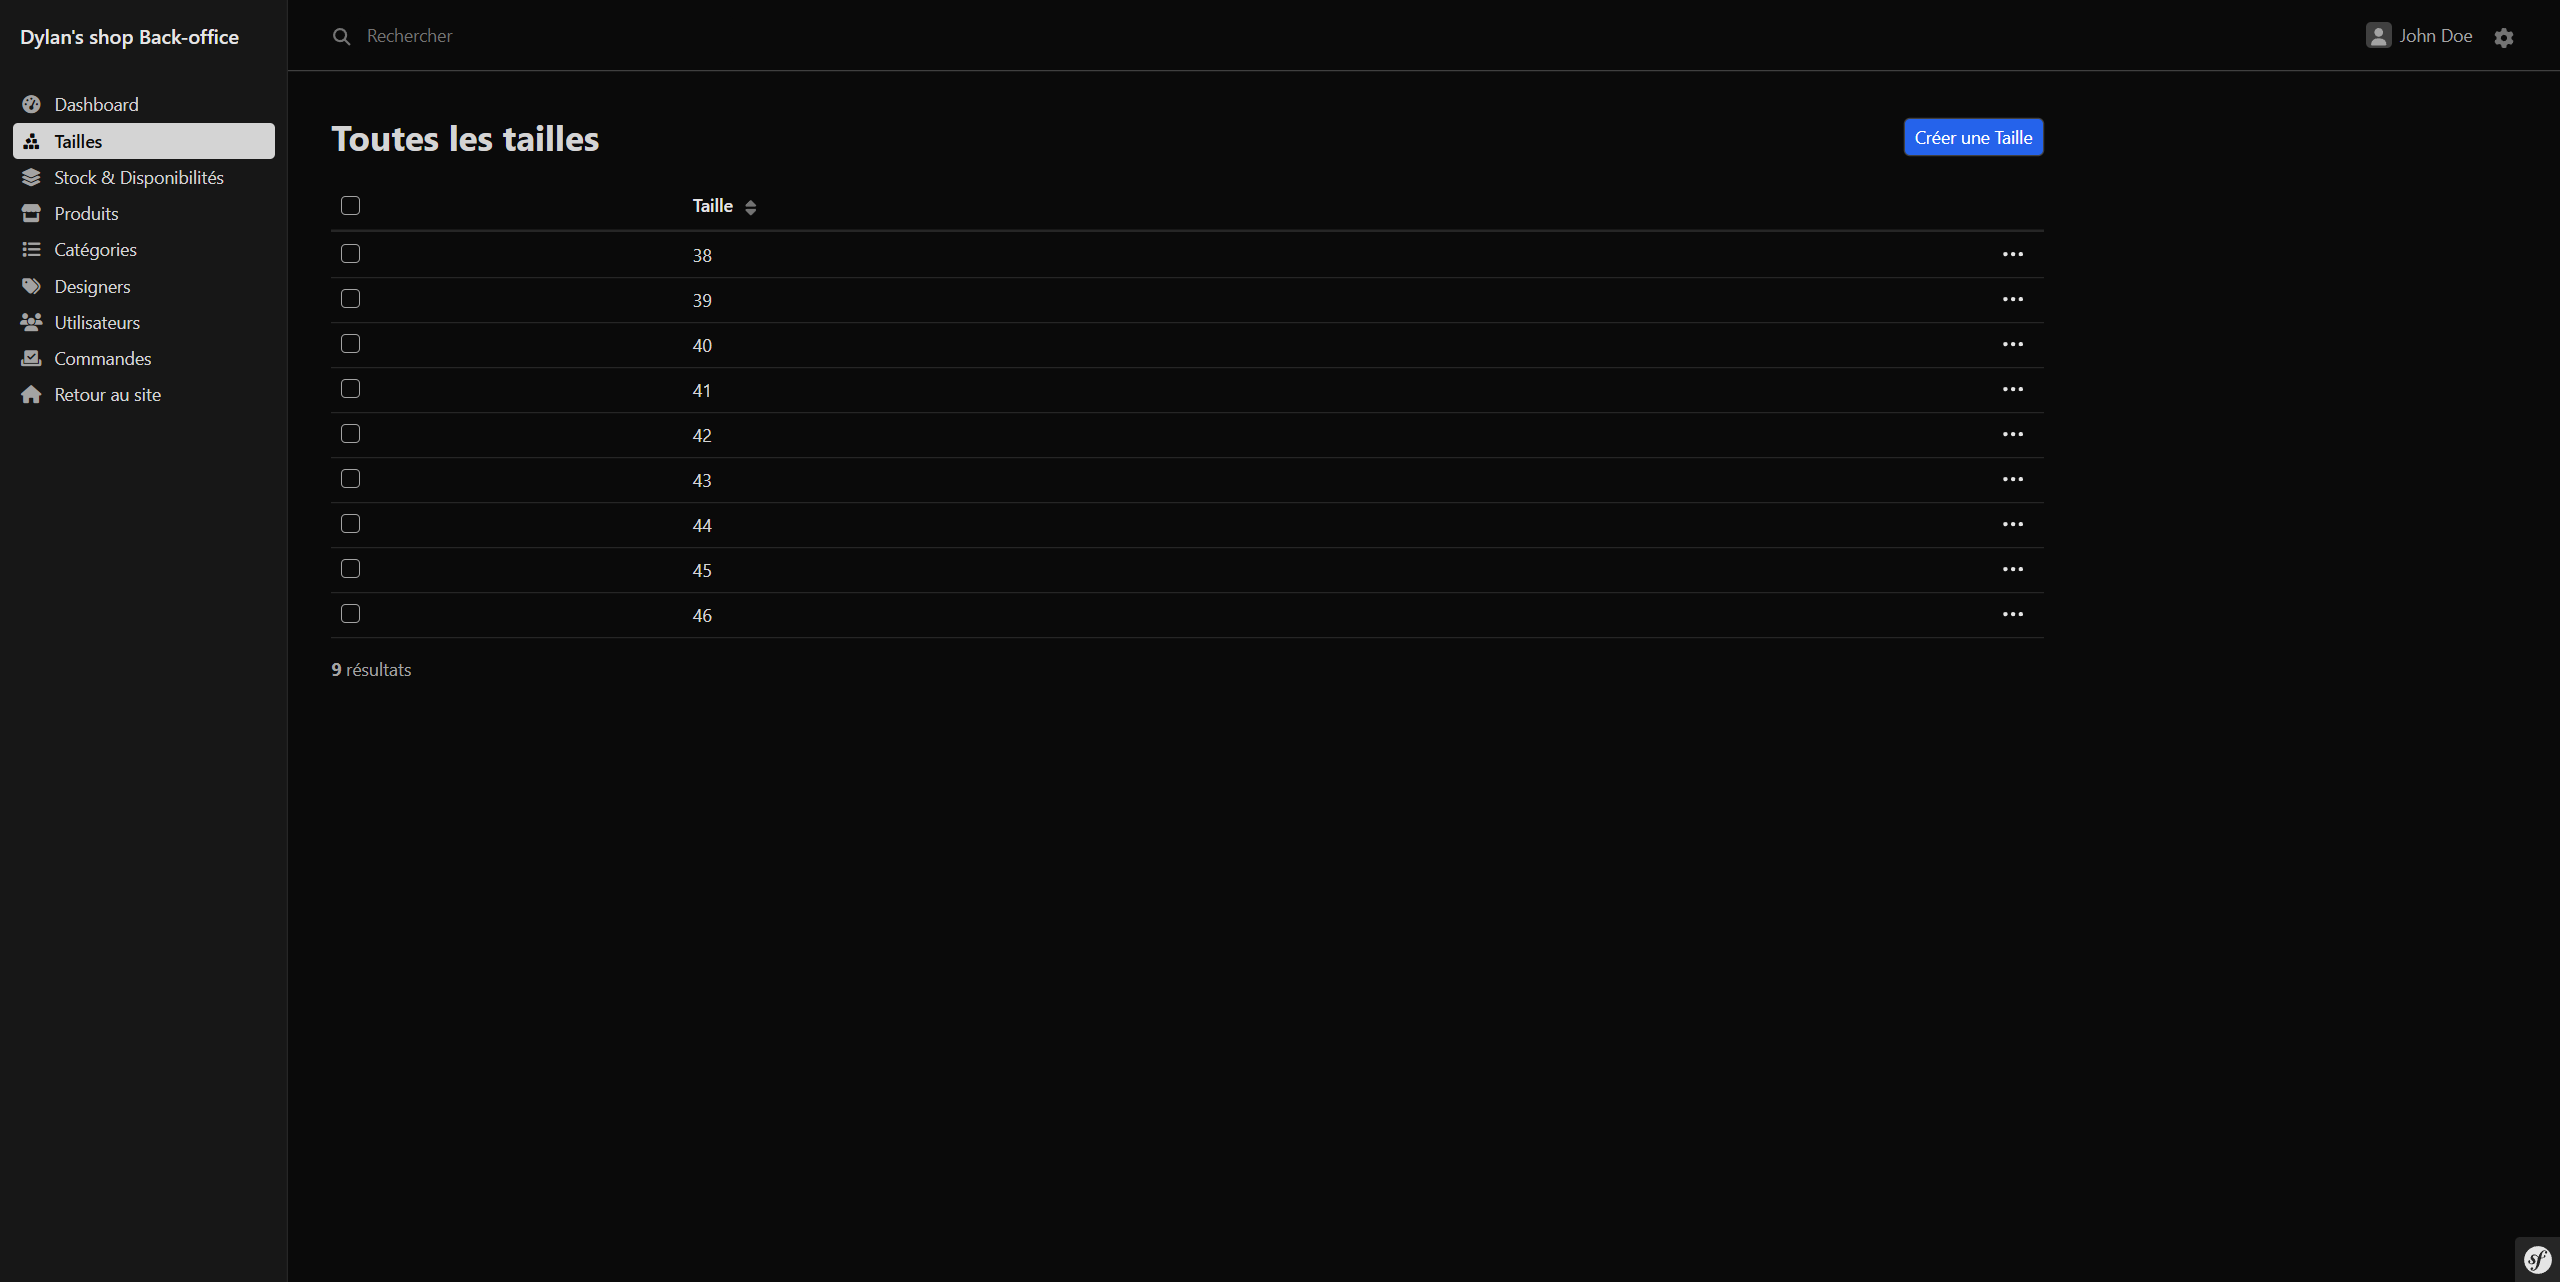 Dylan's shop Back-office
Dashboard
Tailles
Stock & Disponibilités
Produits
Catégories
Designers
Utilisateurs
Commandes
Retour au site
Rechercher
John Doe
Toutes les tailles
Créer une Taille
Taille
38
39
40
41
42
43
44
45
46
9 résultats
sf